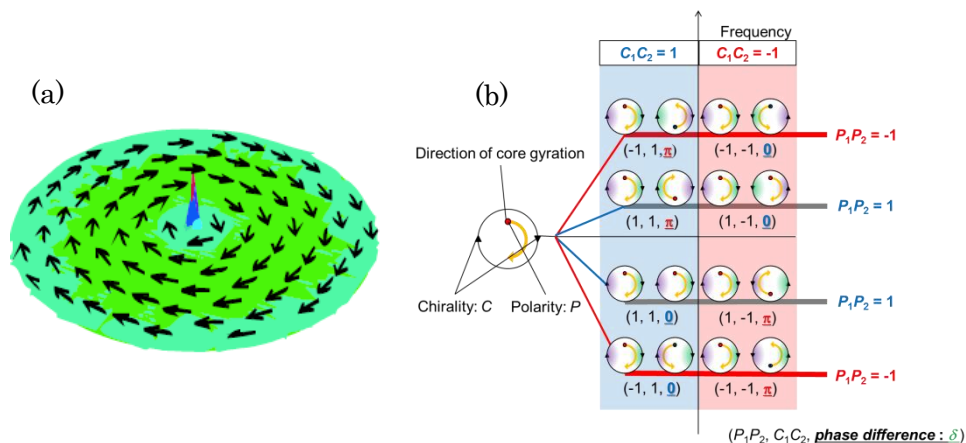 (a)
(b)
Frequency
C₁C₂ = 1
C₁C₂ = -1
Direction of core gyration
Chirality: C
Polarity: P
P₁P₂ = -1
(-1, 1, π)
(-1, -1, 0)
P₁P₂ = 1
(1, 1, π)
(1, -1, 0)
P₁P₂ = 1
(1, 1, 0)
(1, -1, π)
P₁P₂ = -1
(-1, 1, 0)
(-1, -1, π)
(P₁P₂, C₁C₂, phase difference : δ)